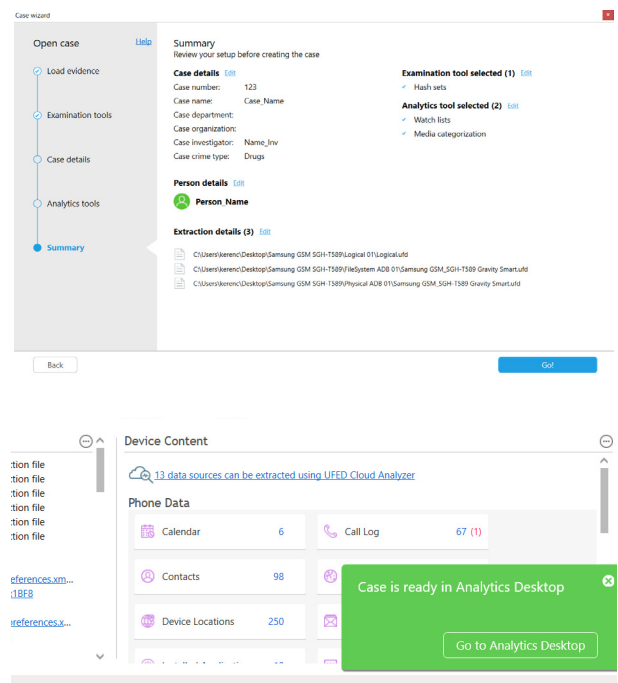 Case wizard
Open case
Help
Load evidence
Examination tools
Case details
Analytics tools
Summary
Summary
Review your setup before creating the case
Case details Edit
Case number: 123
Case name: Case_Name
Case department:
Case organization:
Case investigator: Name_Inv
Case crime type: Drugs
Person details Edit
Person_Name
Extraction details (3) Edit
C:\Users\kerenc\Desktop\Samsung GSM SGH-T589\Logical 01\Logical.ufd
C:\Users\kerenc\Desktop\Samsung GSM SGH-T589\FileSystem ADB 01\Samsung GSM_SGH-T589 Gravity Smart.ufd
C:\Users\kerenc\Desktop\Samsung GSM SGH-T589\Physical ADB 01\Samsung GSM_SGH-T589 Gravity Smart.ufd
Examination tool selected (1) Edit
Hash sets
Analytics tool selected (2) Edit
Watch lists
Media categorization
Back
Go!
tion file
tion file
tion file
tion file
tion file
tion file
eferences.xm...
:1BF8
references.x...
Device Content
13 data sources can be extracted using UFED Cloud Analyzer
Phone Data
Calendar 6
Call Log 67 (1)
Contacts 98
Device Locations 250
Case is ready in Analytics Desktop
Go to Analytics Desktop